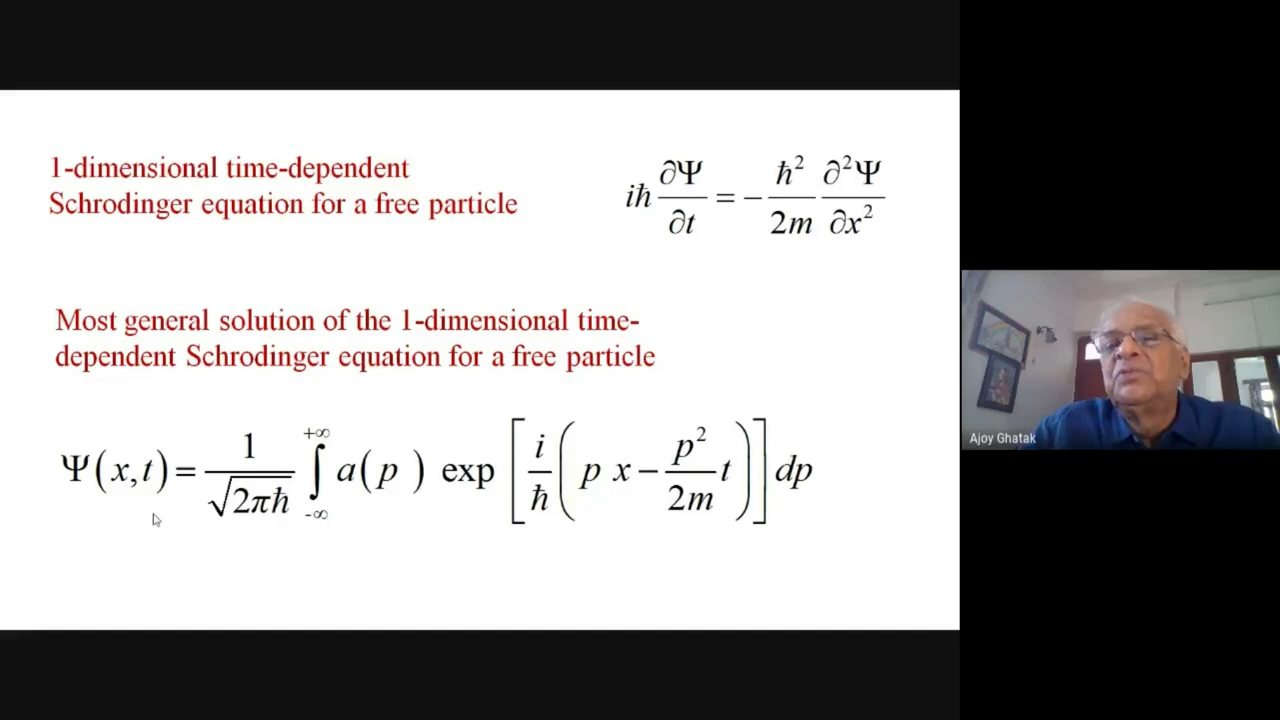 1-dimensional time-dependent
Schrodinger equation for a free particle
iħ ∂Ψ/∂t = − ħ²/2m ∂²Ψ/∂x²
Most general solution of the 1-dimensional time-
dependent Schrodinger equation for a free particle
Ψ(x,t) = 1/√2πħ ∫_-∞^+∞ a(p) exp [ i/ħ ( p x − p²/2m t ) ] dp
Ajoy Ghatak